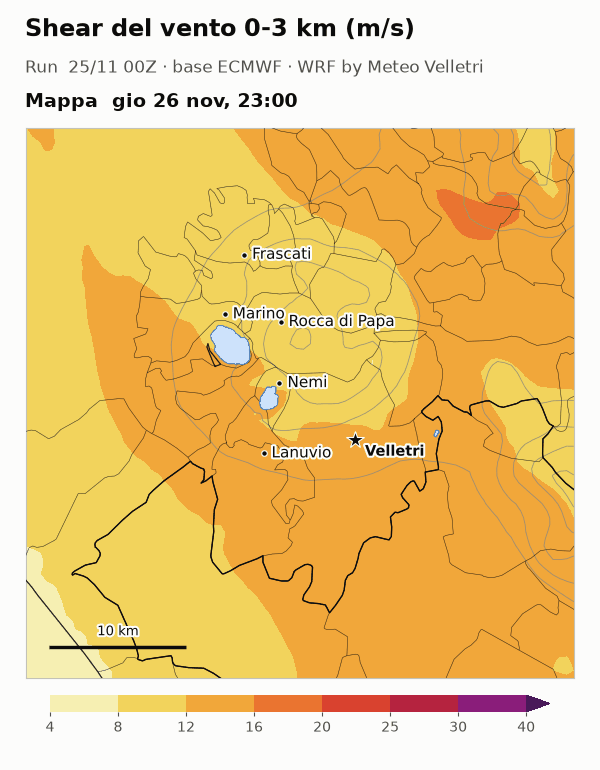 Shear del vento 0-3 km (m/s)
Run  25/11 00Z · base ECMWF · WRF by Meteo Velletri
Mappa  gio 26 nov, 23:00
Frascati
Marino
Rocca di Papa
Nemi
Velletri
Lanuvio
10 km
4 8 12 16 20 25 30 40